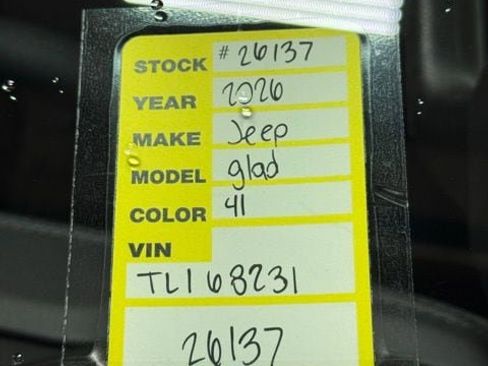 STOCK # 26137
YEAR 2026
MAKE Jeep
MODEL glad
COLOR 41
VIN
TL168231
26137